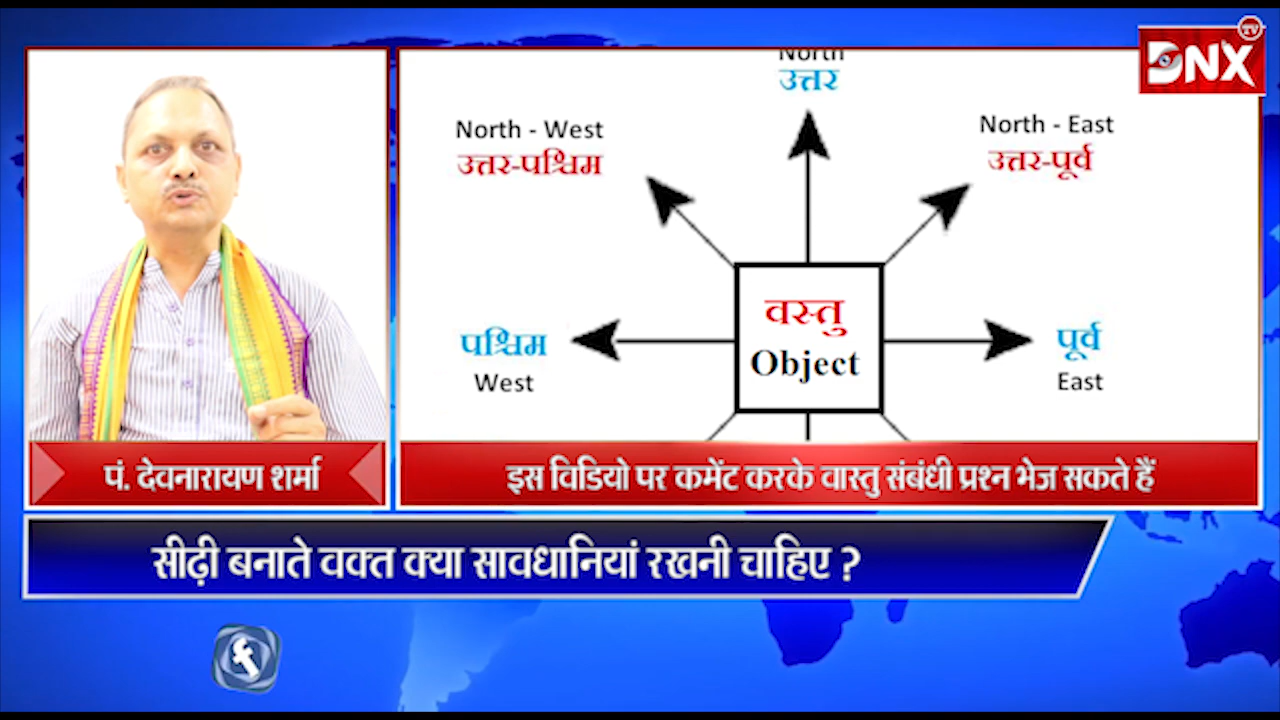 DNX TV
North
उत्तर
North - West
उत्तर-पश्चिम
North - East
उत्तर-पूर्व
वस्तु
Object
पश्चिम
West
पूर्व
East
पं. देवनारायण शर्मा
इस विडियो पर कमेंट करके वास्तु संबंधी प्रश्न भेज सकते हैं
सीढ़ी बनाते वक्त क्या सावधानियां रखनी चाहिए ?
f